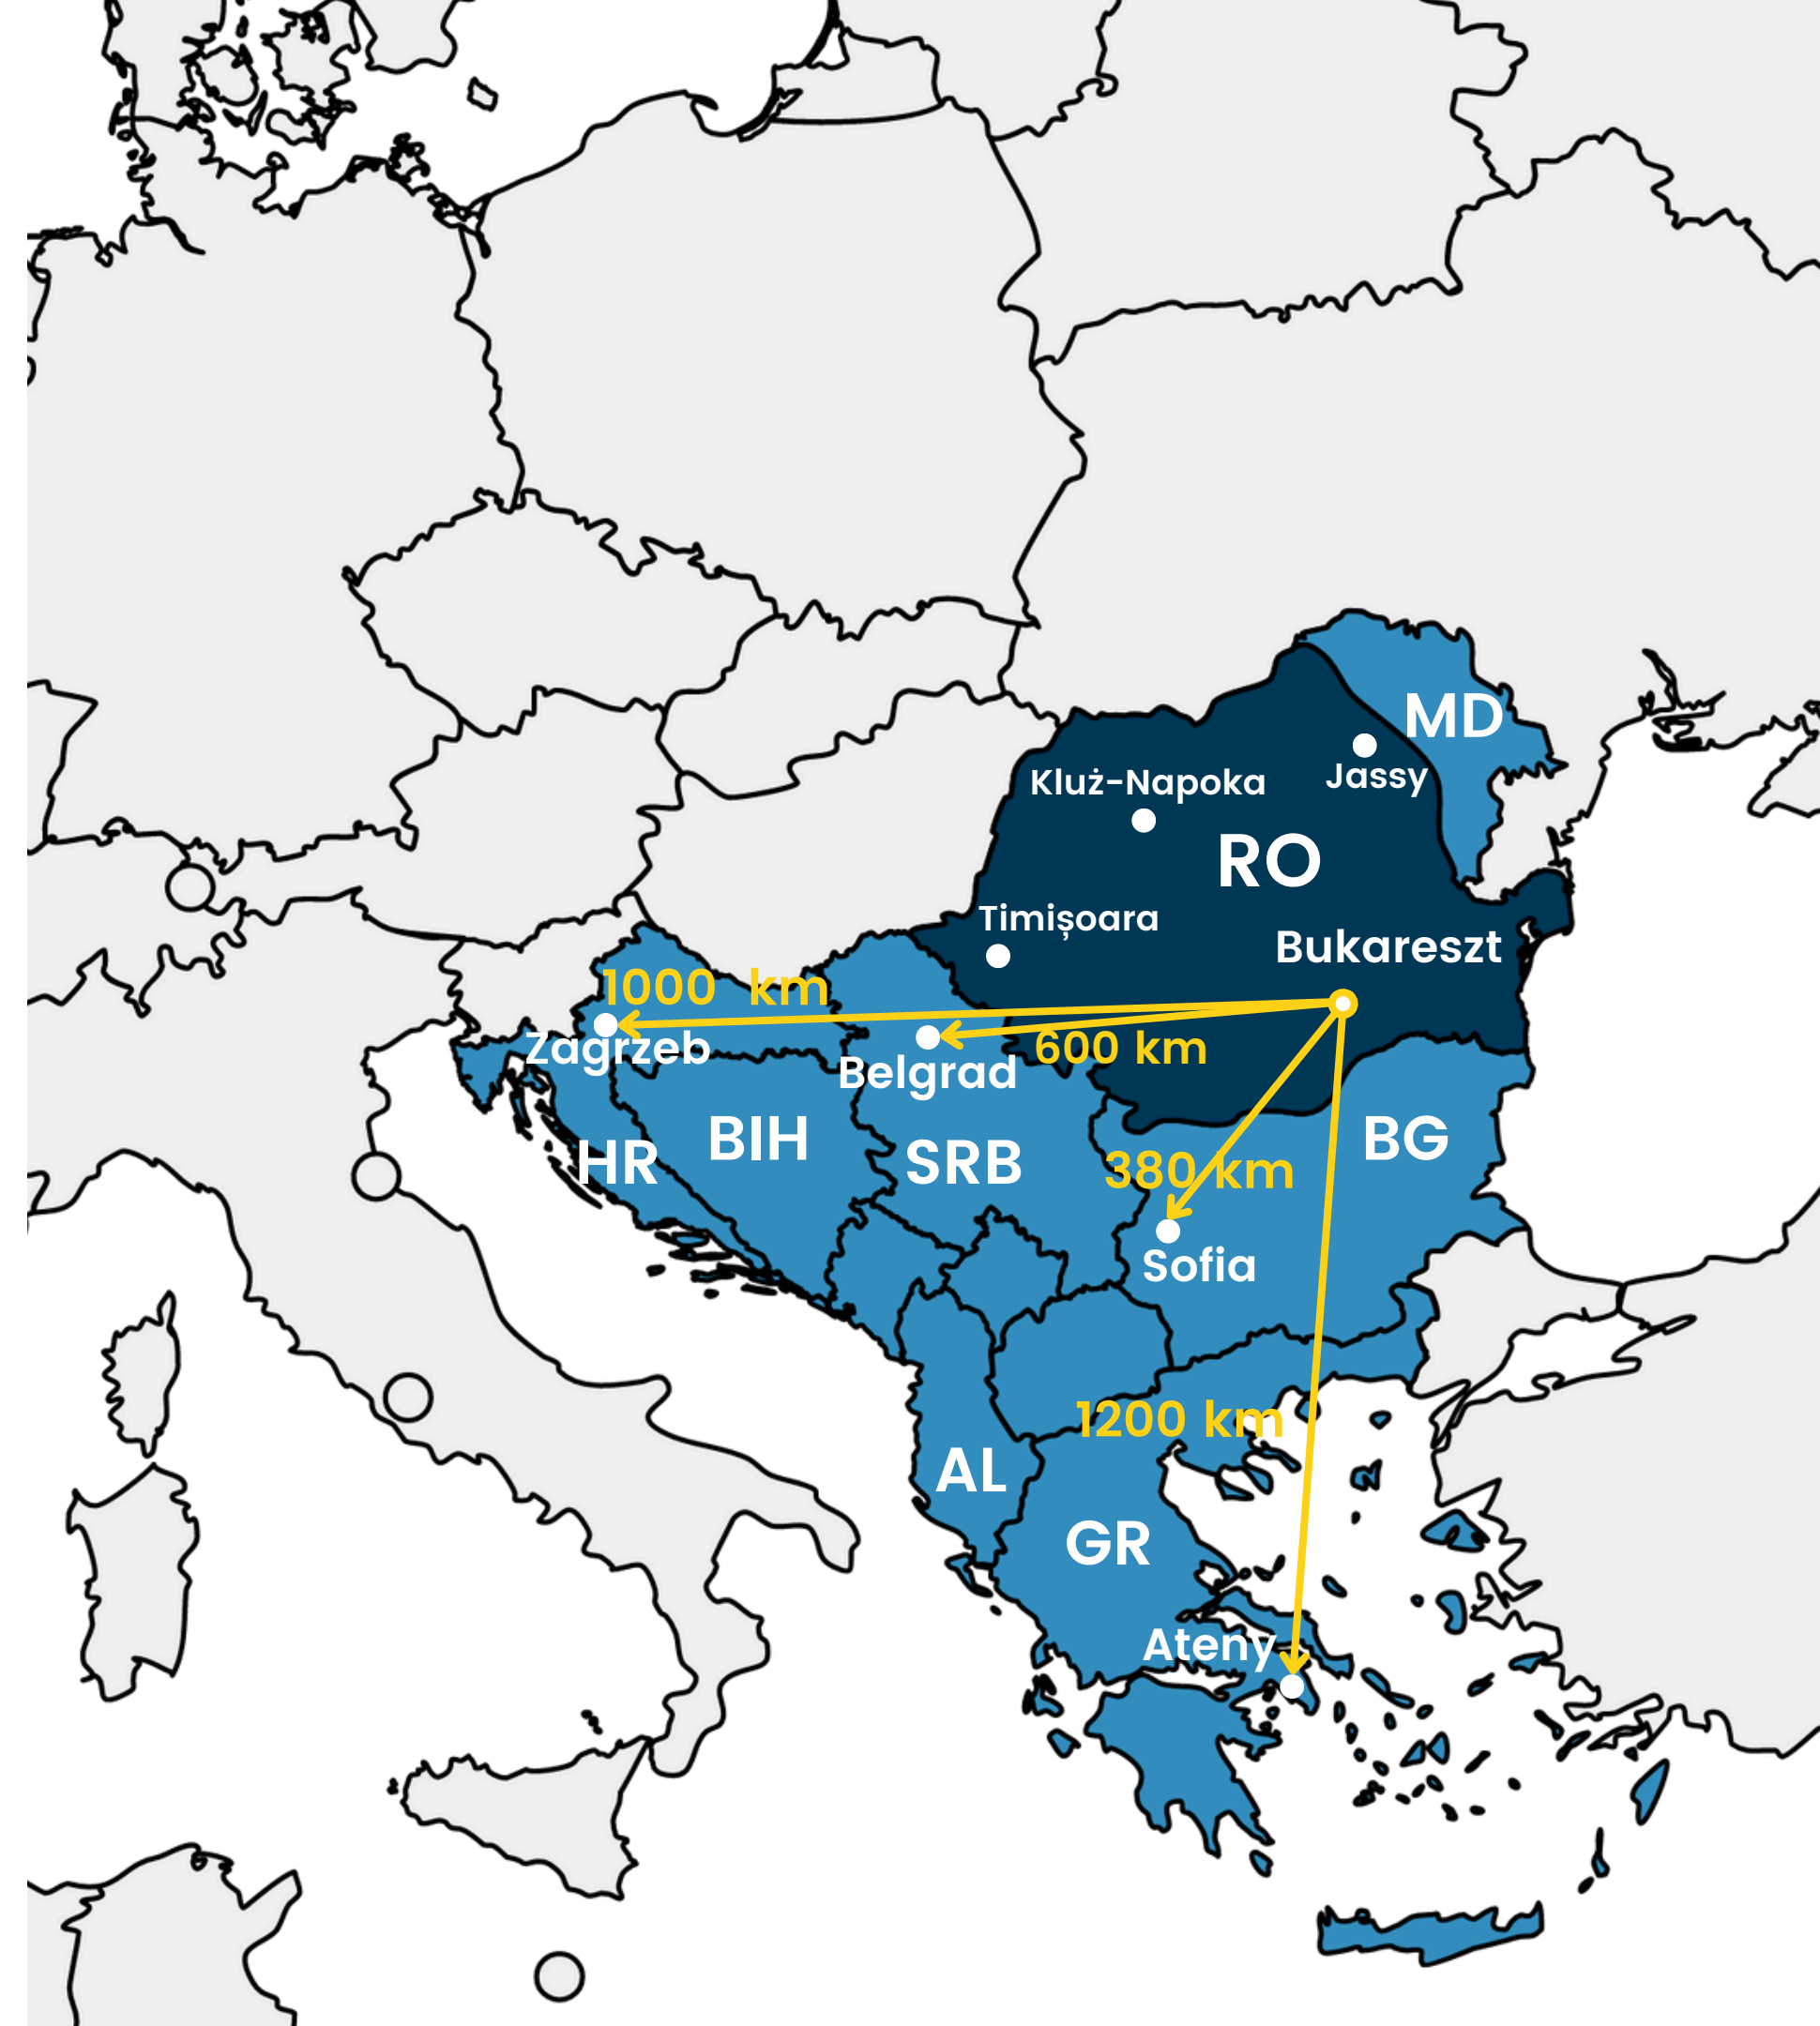 MD
Jassy
Kluż-Napoka
RO
Timișoara
Bukareszt
1000 km
Zagrzeb
600 km
Belgrad
BIH
HR
SRB
BG
380 km
Sofia
1200 km
AL
GR
Ateny